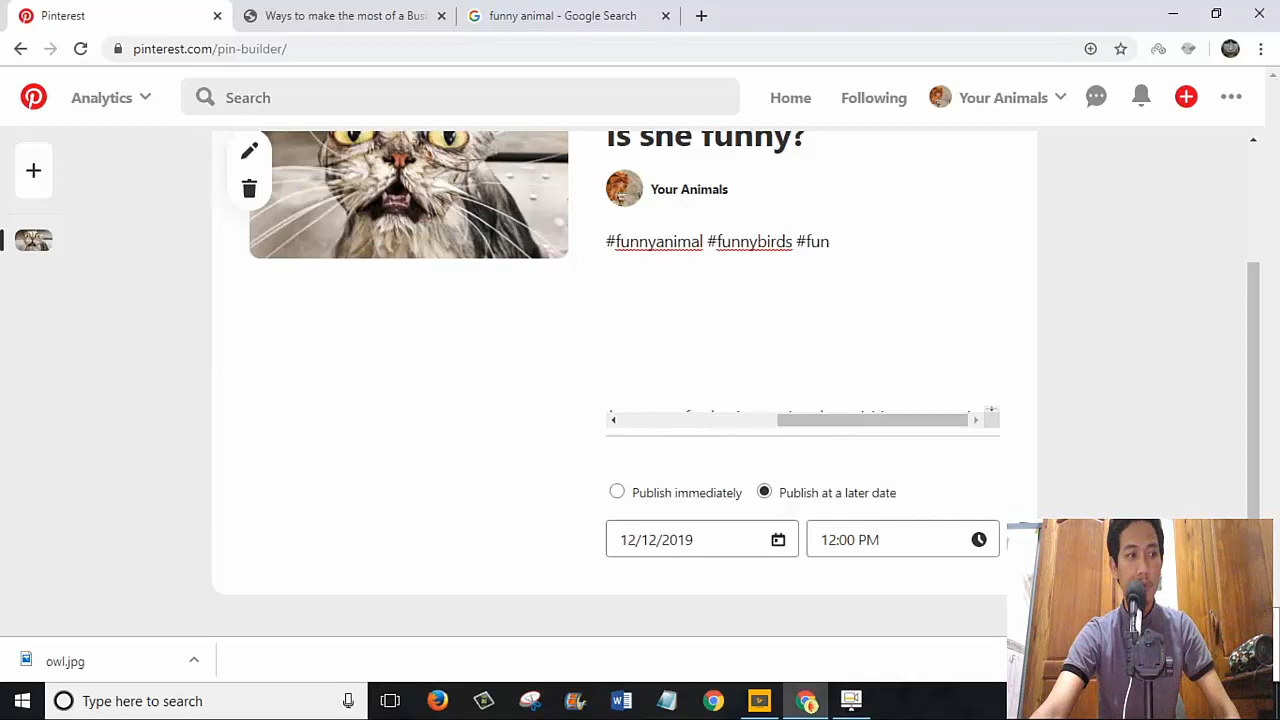 Pinterest
Ways to make the most of a Busi
funny animal - Google Search
pinterest.com/pin-builder/
Analytics
Search
Home
Following
Your Animals
Is she funny?
Your Animals
#funnyanimal #funnybirds #fun
Publish immediately
Publish at a later date
12/12/2019
12:00 PM
owl.jpg
Type here to search